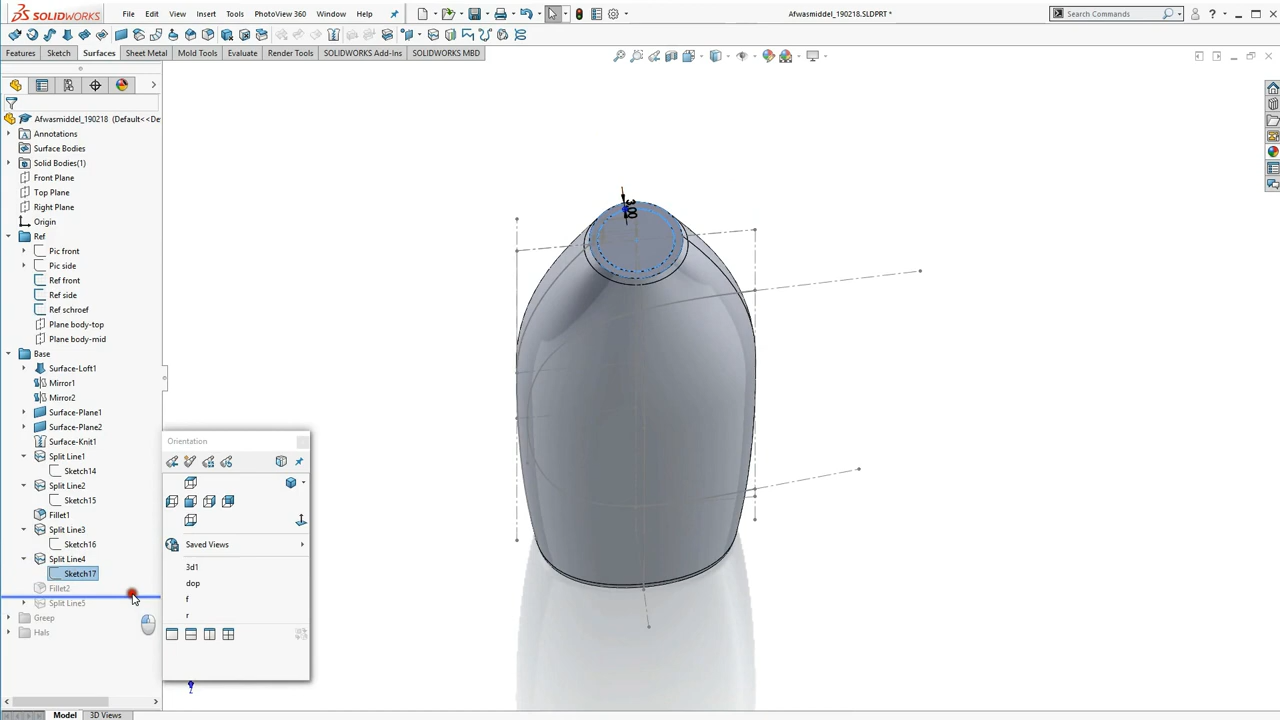 SOLIDWORKS
File
Edit
View
Insert
Tools
PhotoView 360
Window
Help
Afwasmiddel_190218.SLDPRT *
Search Commands
?
Features
Sketch
Surfaces
Sheet Metal
Mold Tools
Evaluate
Render Tools
SOLIDWORKS Add-Ins
SOLIDWORKS MBD
Afwasmiddel_190218 (Default<<De
Annotations
Surface Bodies
Solid Bodies(1)
Front Plane
Top Plane
Right Plane
Origin
Ref
Pic front
Pic side
Ref front
Ref side
Ref schroef
Plane body-top
Plane body-mid
Base
Surface-Loft1
Mirror1
Mirror2
Surface-Plane1
Surface-Plane2
Surface-Knit1
Split Line1
Sketch14
Split Line2
Sketch15
Fillet1
Split Line3
Sketch16
Split Line4
Sketch17
Fillet2
Split Line5
Greep
Hals
3.00
Orientation
Saved Views
3d1
dop
f
r
Z
Model
3D Views